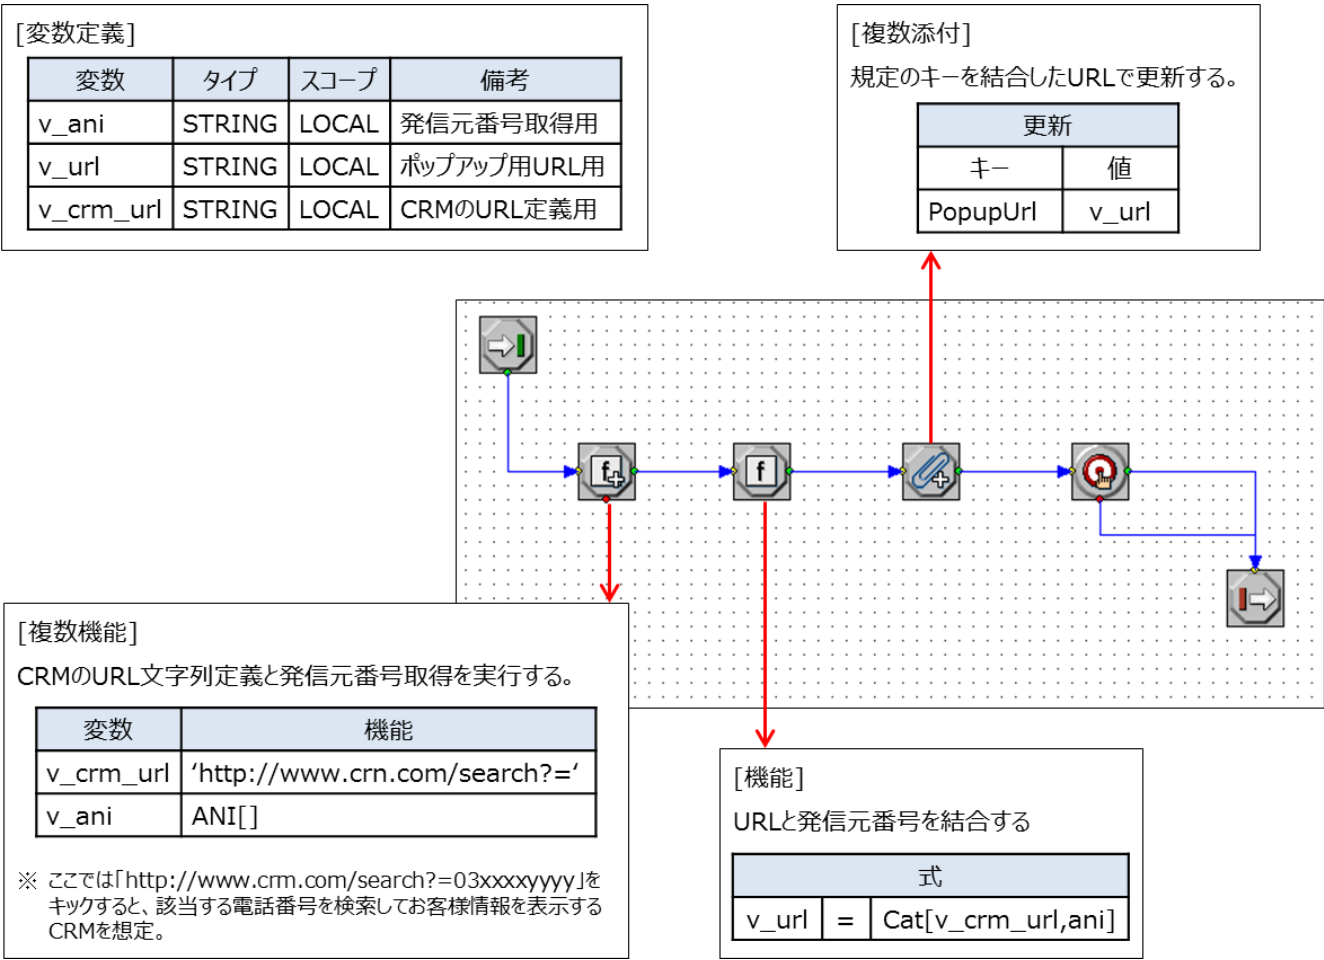 [変数定義]
変数 タイプ スコープ 備考
v_ani STRING LOCAL 発信元番号取得用
v_url STRING LOCAL ポップアップ用URL用
v_crm_url STRING LOCAL CRMのURL定義用
[複数添付]
規定のキーを結合したURLで更新する。
更新
キー 値
PopupUrl v_url
f
f
[複数機能]
CRMのURL文字列定義と発信元番号取得を実行する。
変数 機能
v_crm_url ‘http://www.crn.com/search?=‘
v_ani ANI[]
※ ここでは「http://www.crm.com/search?=03xxxxyyyy」を
キックすると、該当する電話番号を検索してお客様情報を表示する
CRMを想定。
[機能]
URLと発信元番号を結合する
式
v_url = Cat[v_crm_url,ani]